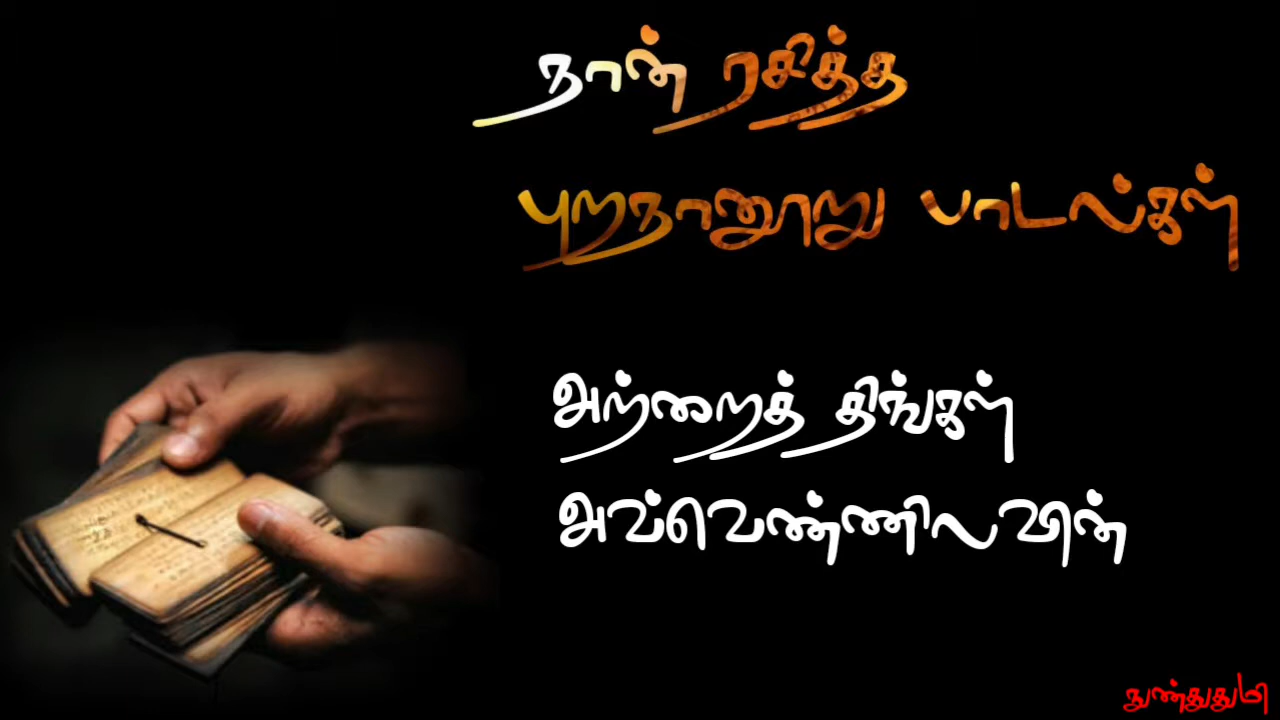 நான் ரசித்த
புறநானூறு பாடல்கள்
அற்றைத் திங்கள்
அவ்வெண்ணிலவின்
துண்துதுமி